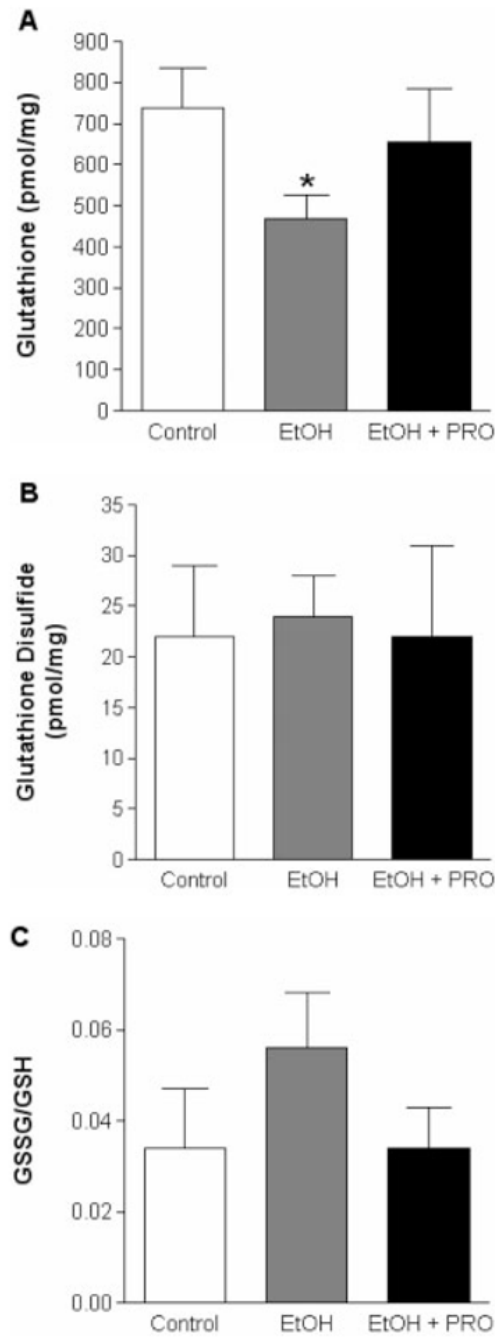 A
Glutathione (pmol/mg)
900
800
700
600
500
400
300
200
100
0
*
Control EtOH EtOH + PRO
B
Glutathione Disulfide
(pmol/mg)
35
30
25
20
15
10
5
0
Control EtOH EtOH + PRO
C
GSSG/GSH
0.08
0.06
0.04
0.02
0.00
Control EtOH EtOH + PRO